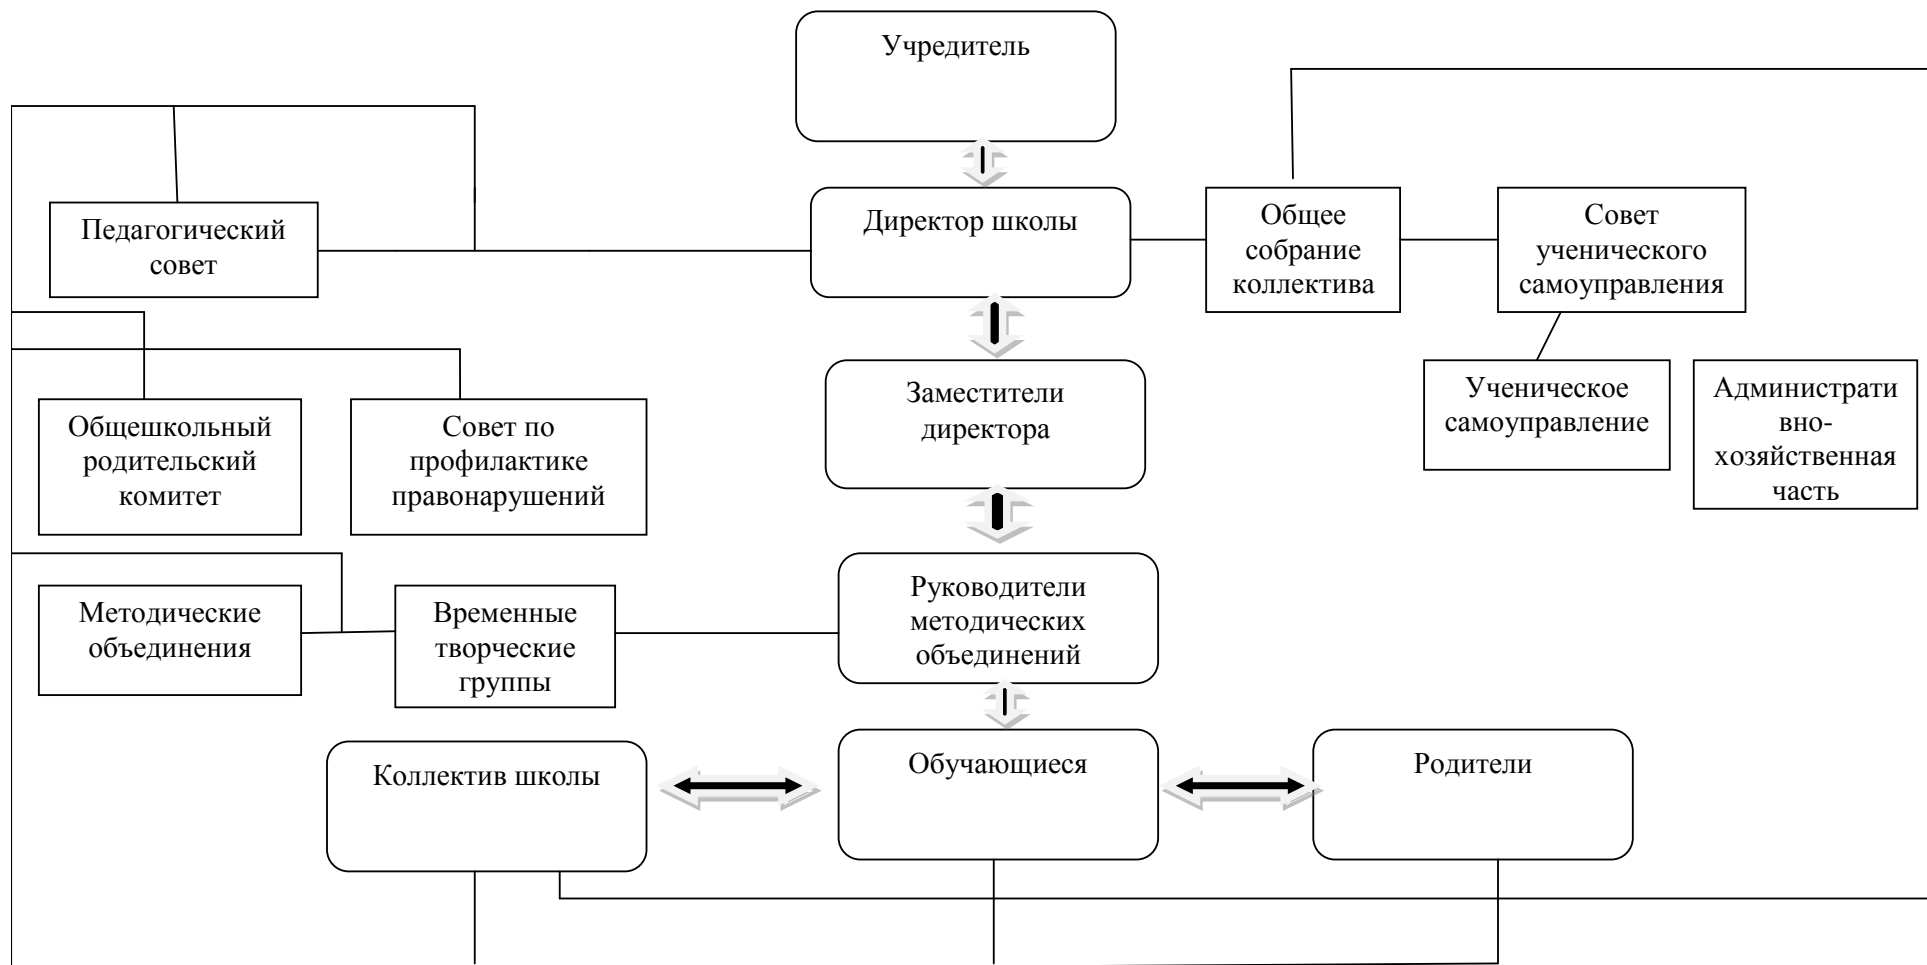 Учредитель
Педагогический
совет
Директор школы
Общее
собрание
коллектива
Совет
ученического
самоуправления
Общешкольный
родительский
комитет
Совет по
профилактике
правонарушений
Заместители
директора
Ученическое
самоуправление
Администрати
вно-
хозяйственная
часть
Методические
объединения
Временные
творческие
группы
Руководители
методических
объединений
Коллектив школы
Обучающиеся
Родители